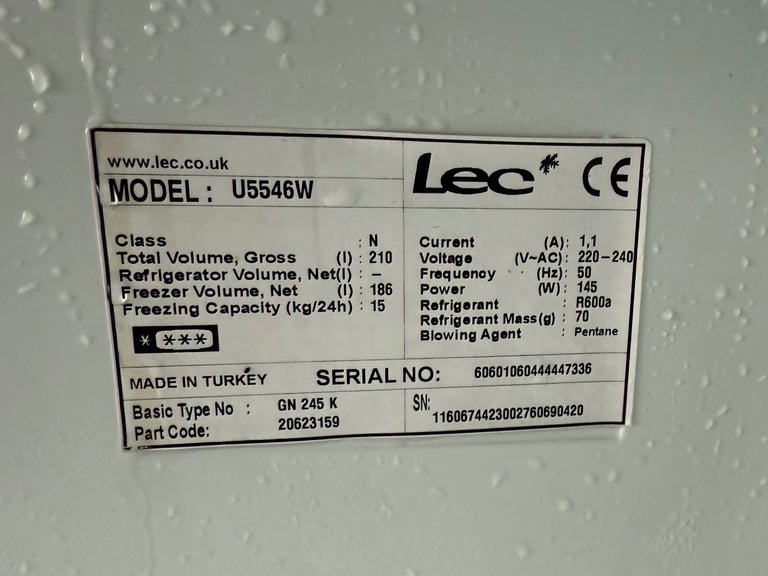 www.lec.co.uk
MODEL : U5546W
Lec CE
Class : N
Total Volume, Gross (l) : 210
Refrigerator Volume, Net(l) : –
Freezer Volume, Net (l) : 186
Freezing Capacity (kg/24h) : 15
* ***
Current (A): 1,1
Voltage (V~AC): 220-240
Frequency (Hz): 50
Power (W): 145
Refrigerant : R600a
Refrigerant Mass(g) : 70
Blowing Agent : Pentane
MADE IN TURKEY SERIAL NO: 60601060444447336
Basic Type No : GN 245 K
Part Code: 20623159
SN:
1160674423002760690420